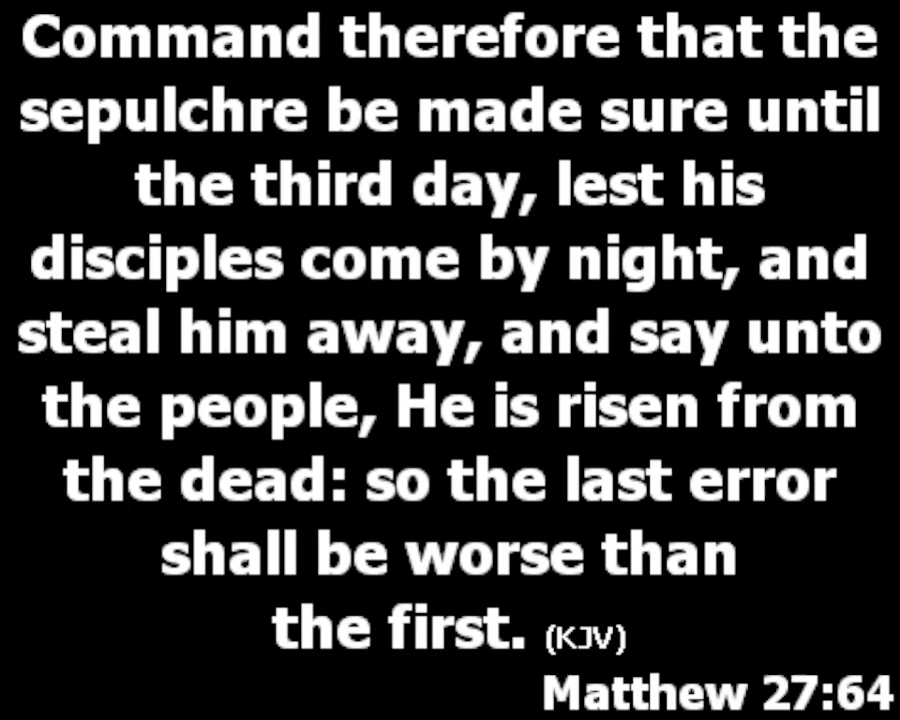 Command therefore that the
sepulchre be made sure until
the third day, lest his
disciples come by night, and
steal him away, and say unto
the people, He is risen from
the dead: so the last error
shall be worse than
the first. (KJV)
Matthew 27:64